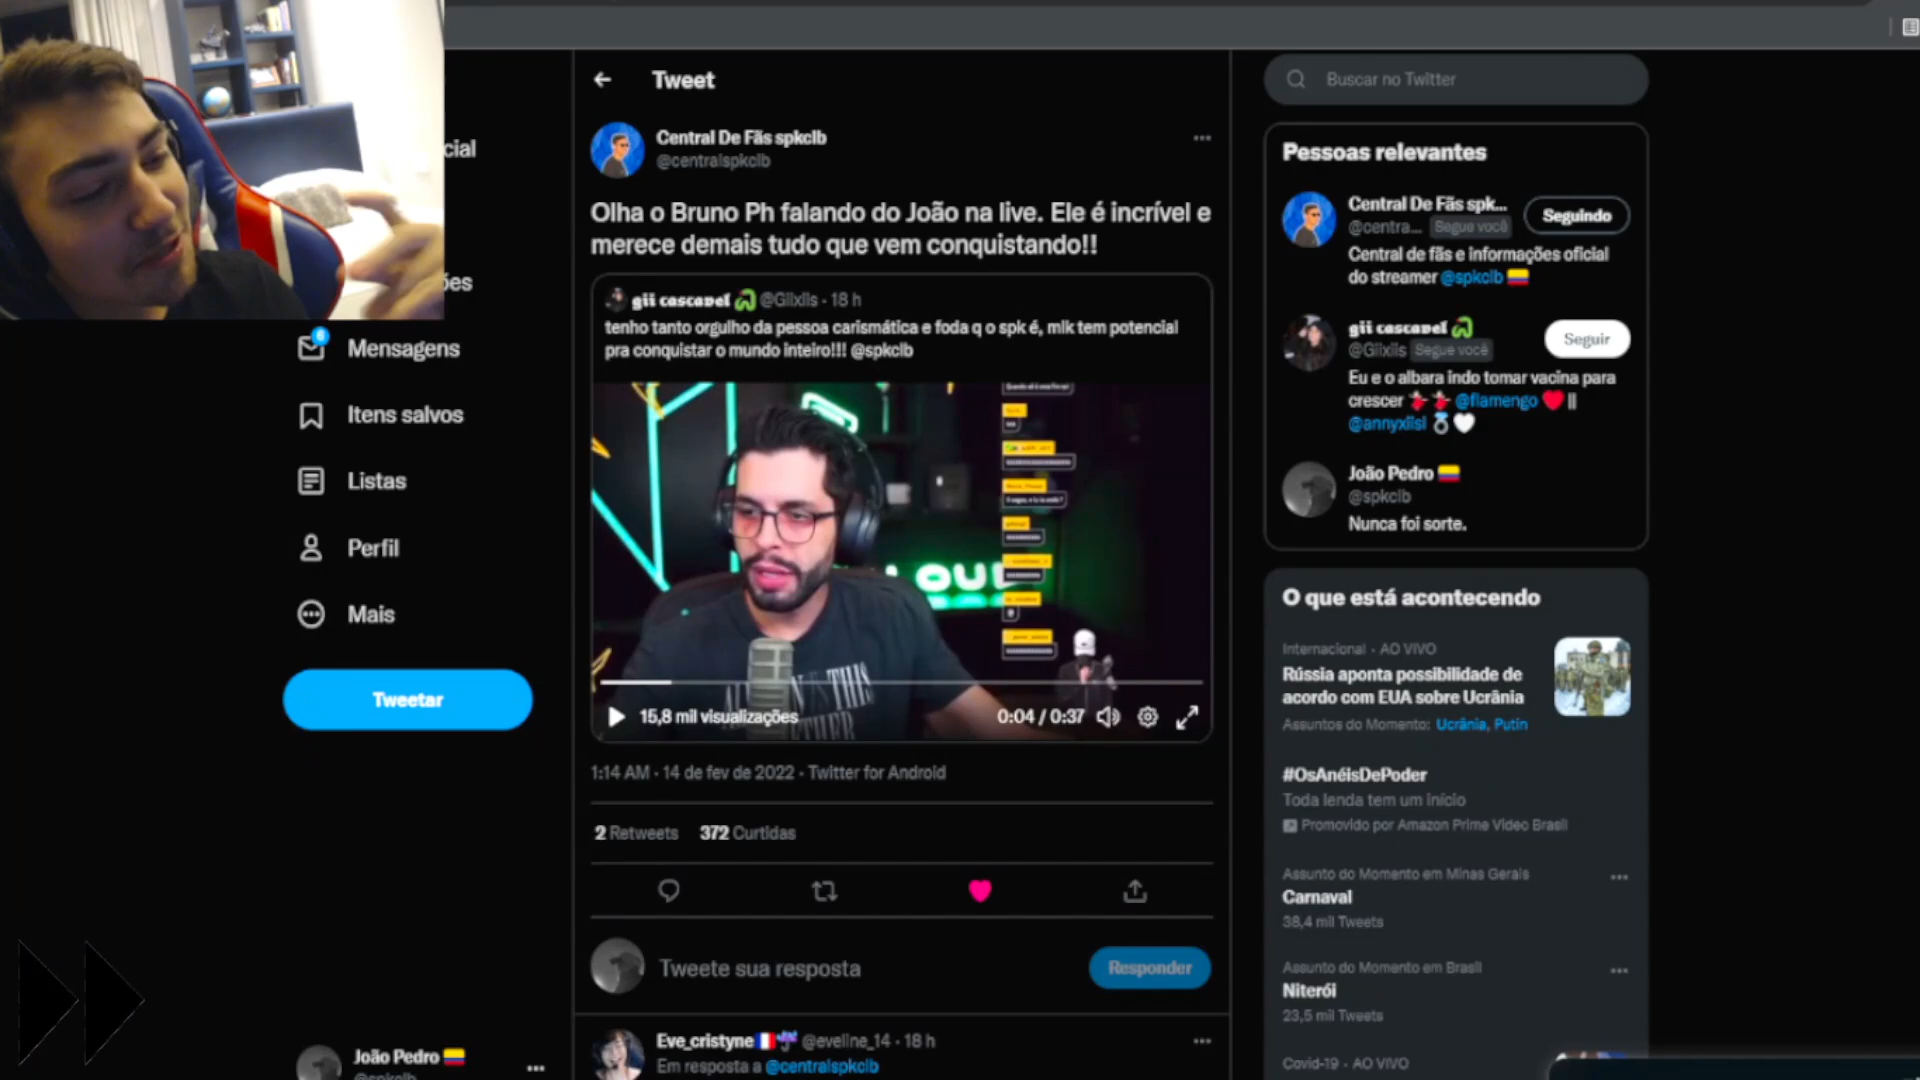 Tweet
Central De Fãs spkclb
@centralspkclb
Olha o Bruno Ph falando do João na live. Ele é incrível e
merece demais tudo que vem conquistando!!
gii cascavel @Giixiis · 18 h
tenho tanto orgulho da pessoa carismática e foda q o spk é, mlk tem potencial
pra conquistar o mundo inteiro!!! @spkclb
LOUD
15,8 mil visualizações
0:04 / 0:37
1:14 AM · 14 de fev de 2022 · Twitter for Android
2 Retweets 372 Curtidas
Tweete sua resposta
Responder
Eve_cristyne @eveline_14 · 18 h
Em resposta a @centralspkclb
cial
ões
6
Mensagens
Itens salvos
Listas
Perfil
Mais
Tweetar
João Pedro
@spkclb
Buscar no Twitter
Pessoas relevantes
Central De Fãs spk...
@centra... Segue você
Seguindo
Central de fãs e informações oficial
do streamer @spkclb
gii cascavel
@Giixiis Segue você
Seguir
Eu e o albara indo tomar vacina para
crescer @flamengo ||
@annyxiisl
João Pedro
@spkclb
Nunca foi sorte.
O que está acontecendo
Internacional · AO VIVO
Rússia aponta possibilidade de
acordo com EUA sobre Ucrânia
Assuntos do Momento: Ucrânia, Putin
#OsAnéisDePoder
Toda lenda tem um início
Promovido por Amazon Prime Video Brasil
Assunto do Momento em Minas Gerais
Carnaval
38,4 mil Tweets
Assunto do Momento em Brasil
Niterói
23,5 mil Tweets
Covid-19 · AO VIVO